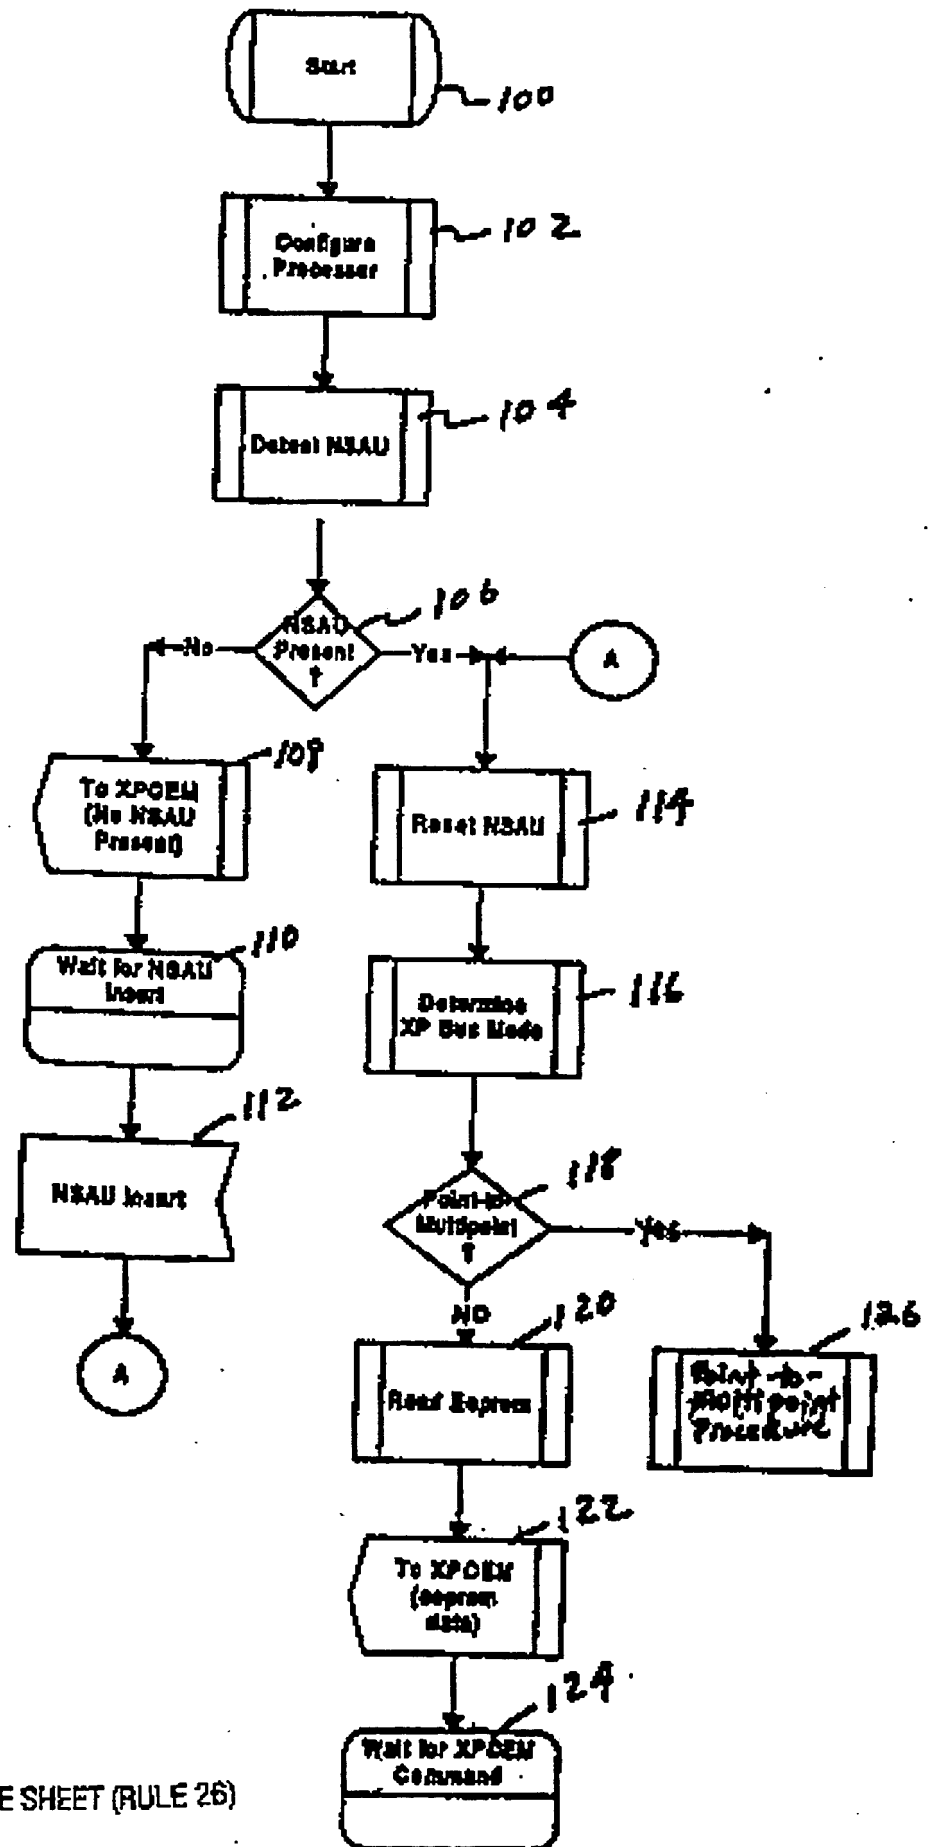 Start
100
Configure
Processor
102
Detect NSAU
104
NSAU
Present
?
106
No
Yes
A
To XPOEM
(No NSAU
Present)
108
Reset NSAU
114
Wait for NSAU
Insert
110
Determine
XP Bus Mode
116
NSAU Insert
112
Point-to
Multipoint
?
118
Yes
NO
A
Read Eeprom
120
Point-to-
Multipoint
Procedure
126
To XPOEM
(eeprom
data)
122
Wait for XPOEM
Command
124
E SHEET (RULE 26)